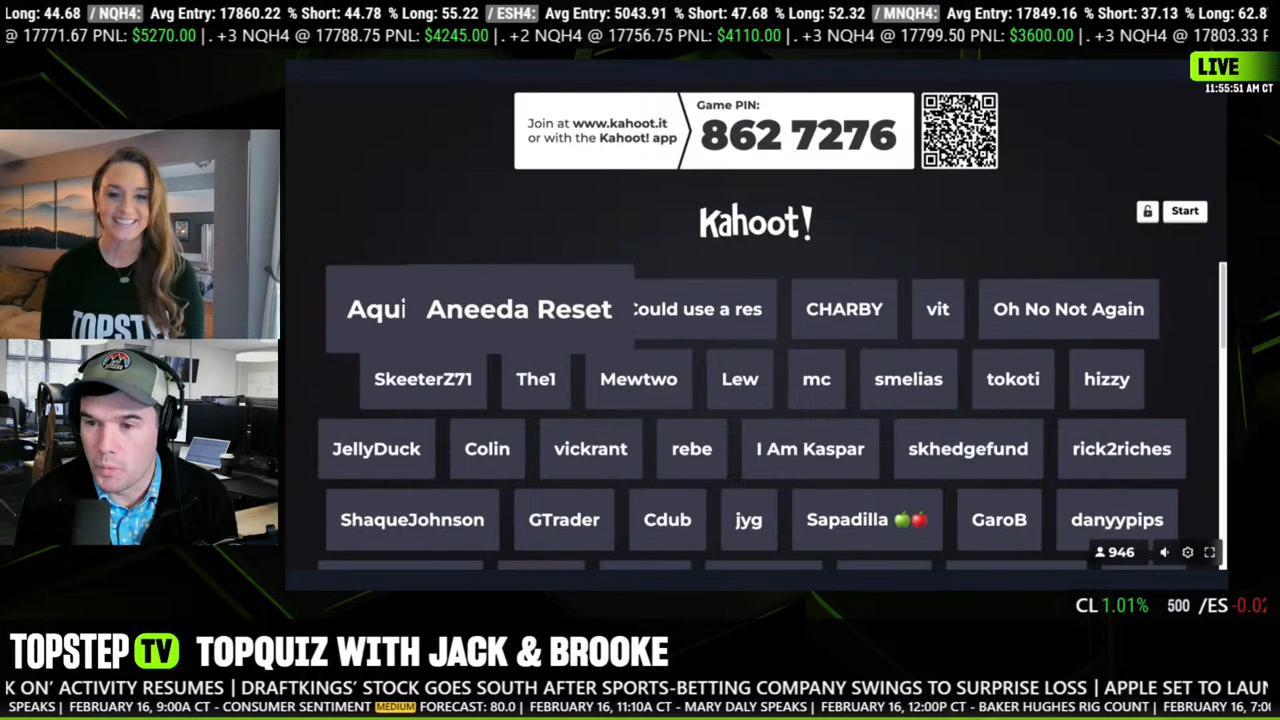 Long: 44.68 / NQH4: Avg Entry: 17860.22 % Short: 44.78 % Long: 55.22 / ESH4: Avg Entry: 5043.91 % Short: 47.68 % Long: 52.32 / MNQH4: Avg Entry: 17849.16 % Short: 37.13 % Long: 62.8
@ 17771.67 PNL: $5270.00 | . +3 NQH4 @ 17788.75 PNL: $4245.00 | . +2 NQH4 @ 17756.75 PNL: $4110.00 | . +3 NQH4 @ 17799.50 PNL: $3600.00 | . +3 NQH4 @ 17803.33 P
LIVE
11:55:51 AM CT
Join at www.kahoot.it
or with the Kahoot! app
Game PIN:
862 7276
Kahoot!
Start
Aqui Aneeda Reset Could use a res CHARBY vit Oh No Not Again
SkeeterZ71 The1 Mewtwo Lew mc smelias tokoti hizzy
JellyDuck Colin vickrant rebe I Am Kaspar skhedgefund rick2riches
ShaqueJohnson GTrader Cdub jyg Sapadilla 🍏🍎 GaroB danyypips
946
TOPSTEP
CL 1.01% 500 /ES -0.02
TOPSTEP TV TOPQUIZ WITH JACK & BROOKE
K ON' ACTIVITY RESUMES | DRAFTKINGS' STOCK GOES SOUTH AFTER SPORTS-BETTING COMPANY SWINGS TO SURPRISE LOSS | APPLE SET TO LAUN
SPEAKS | FEBRUARY 16, 9:00A CT - CONSUMER SENTIMENT MEDIUM FORECAST: 80.0 | FEBRUARY 16, 11:10A CT - MARY DALY SPEAKS | FEBRUARY 16, 12:00P CT - BAKER HUGHES RIG COUNT | FEBRUARY 16, 7:0